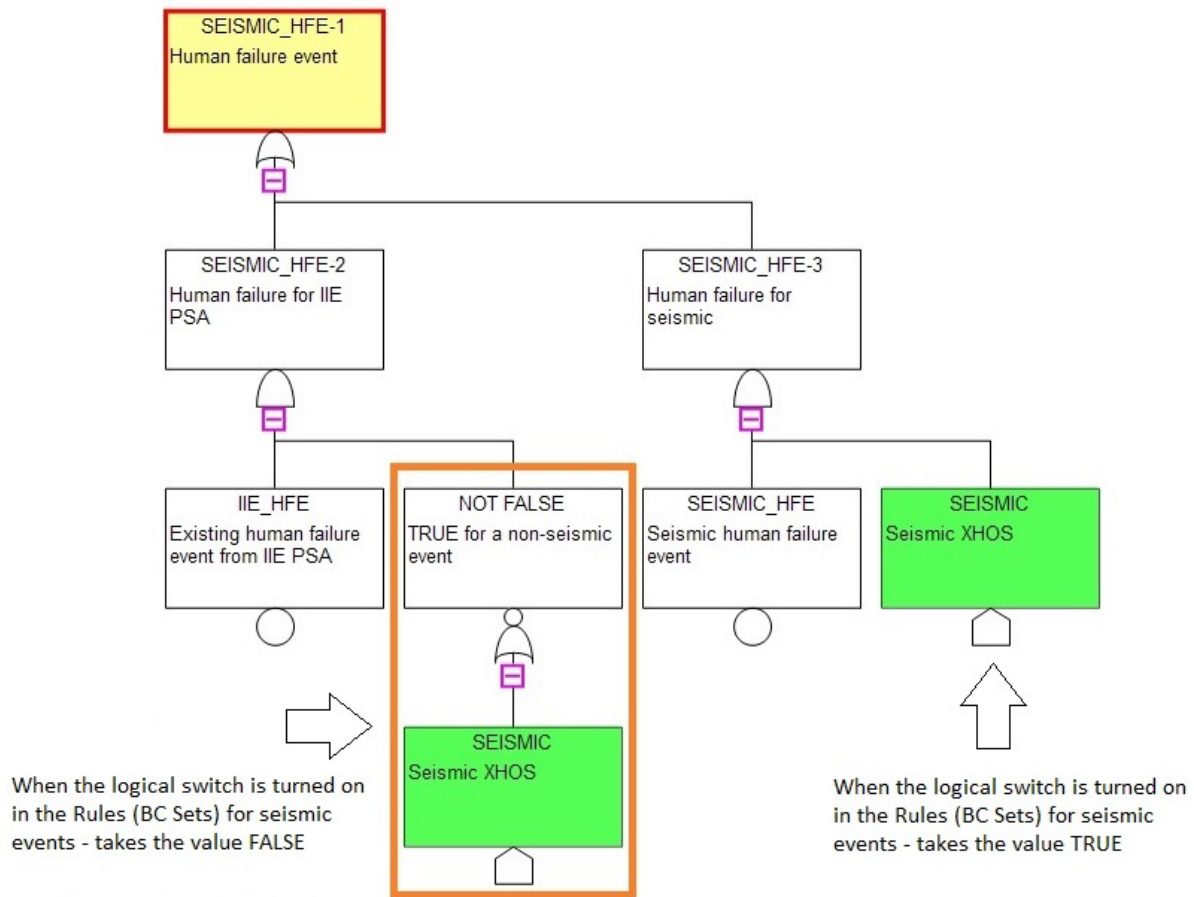 SEISMIC_HFE-1
Human failure event
SEISMIC_HFE-2
Human failure for IIE
PSA
SEISMIC_HFE-3
Human failure for
seismic
IIE_HFE
Existing human failure
event from IIE PSA
NOT FALSE
TRUE for a non-seismic
event
SEISMIC_HFE
Seismic human failure
event
SEISMIC
Seismic XHOS
SEISMIC
Seismic XHOS
When the logical switch is turned on
in the Rules (BC Sets) for seismic
events - takes the value FALSE
When the logical switch is turned on
in the Rules (BC Sets) for seismic
events - takes the value TRUE